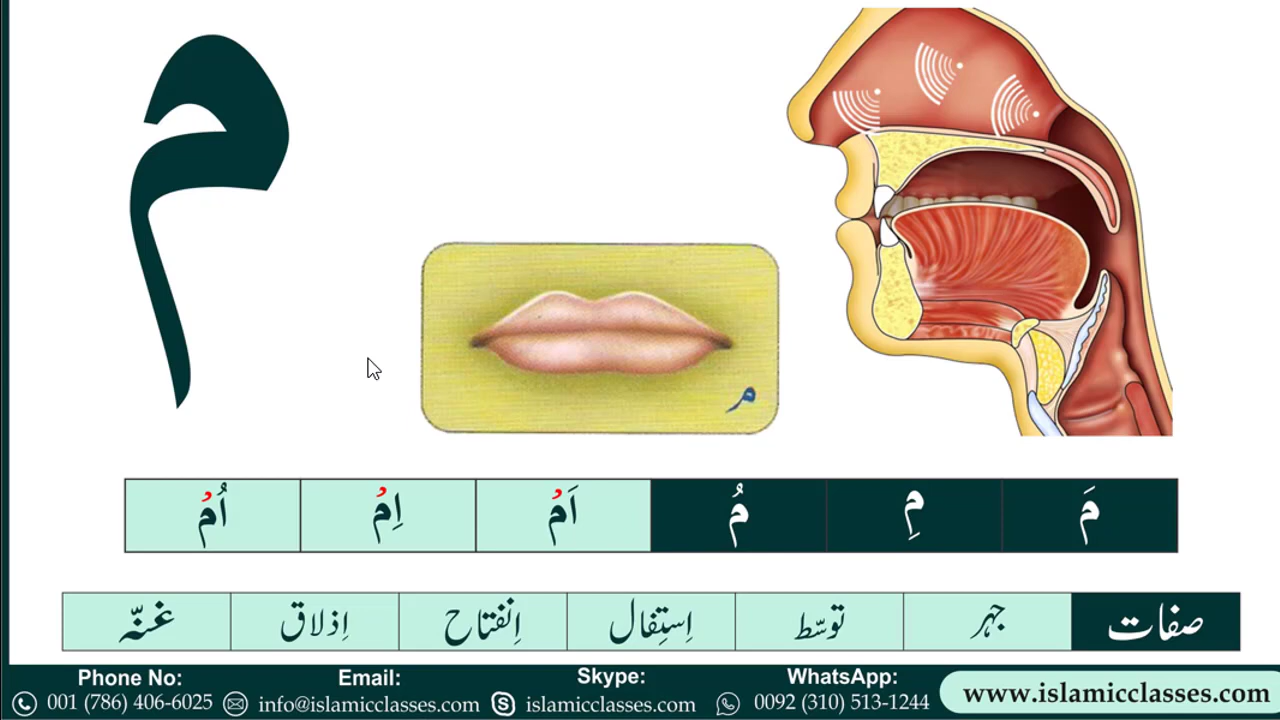 م
م
مَ مِ مُ اَمْ اِمْ اُمْ
صفات جہر توسّط اِستِفال اِنفتاح اِذلاق غنّہ
Phone No: Email: Skype: WhatsApp:
001 (786) 406-6025 info@islamicclasses.com islamicclasses.com 0092 (310) 513-1244 www.islamicclasses.com